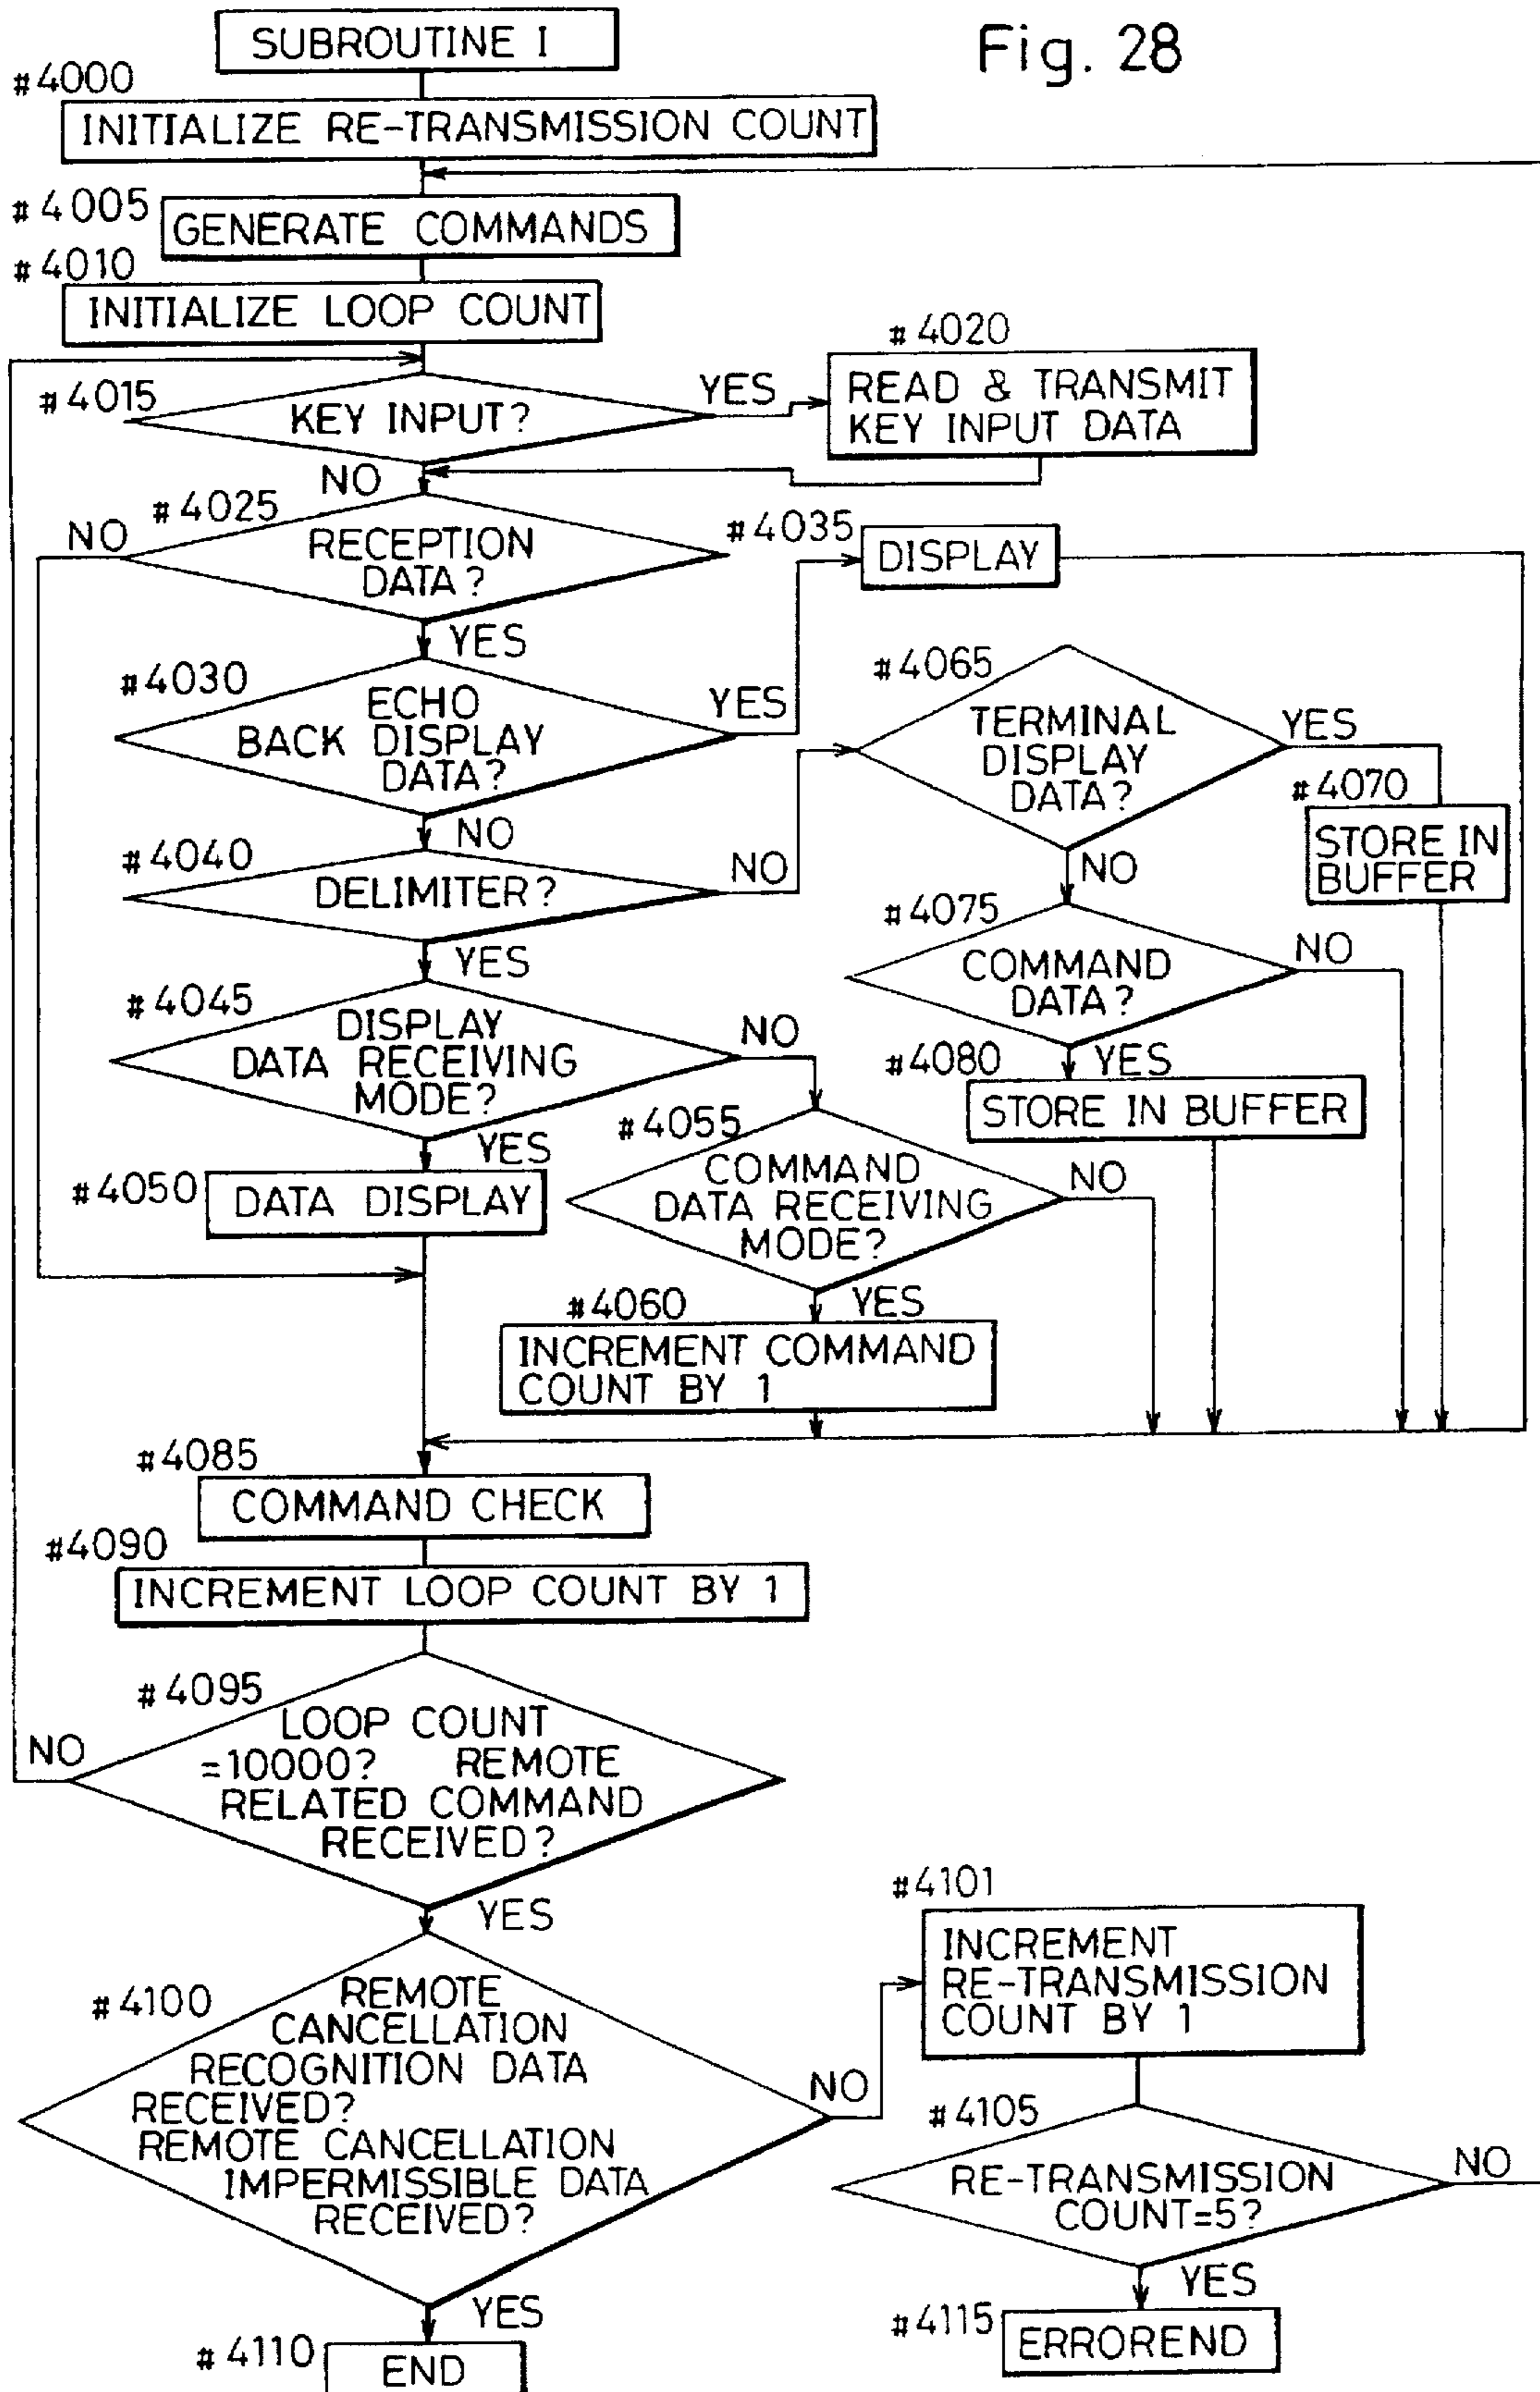 Fig. 28
SUBROUTINE I
#4000
INITIALIZE RE-TRANSMISSION COUNT
#4005
GENERATE COMMANDS
#4010
INITIALIZE LOOP COUNT
#4015
KEY INPUT?
YES
#4020
READ & TRANSMIT
KEY INPUT DATA
NO
#4025
NO
RECEPTION
DATA?
YES
#4035
DISPLAY
#4030
ECHO
BACK DISPLAY
DATA?
YES
NO
#4040
DELIMITER?
NO
YES
#4065
TERMINAL
DISPLAY
DATA?
YES
#4070
STORE IN
BUFFER
NO
#4075
COMMAND
DATA?
NO
#4080
YES
STORE IN BUFFER
#4045
DISPLAY
DATA RECEIVING
MODE?
NO
YES
#4050
DATA DISPLAY
#4055
COMMAND
DATA RECEIVING
MODE?
NO
#4060
YES
INCREMENT COMMAND
COUNT BY 1
#4085
COMMAND CHECK
#4090
INCREMENT LOOP COUNT BY 1
#4095
NO
LOOP COUNT
=10000? REMOTE
RELATED COMMAND
RECEIVED?
YES
#4100
REMOTE
CANCELLATION
RECOGNITION DATA
RECEIVED?
REMOTE CANCELLATION
IMPERMISSIBLE DATA
RECEIVED?
NO
YES
#4110
END
#4101
INCREMENT
RE-TRANSMISSION
COUNT BY 1
#4105
RE-TRANSMISSION
COUNT=5?
NO
YES
#4115
ERROREND